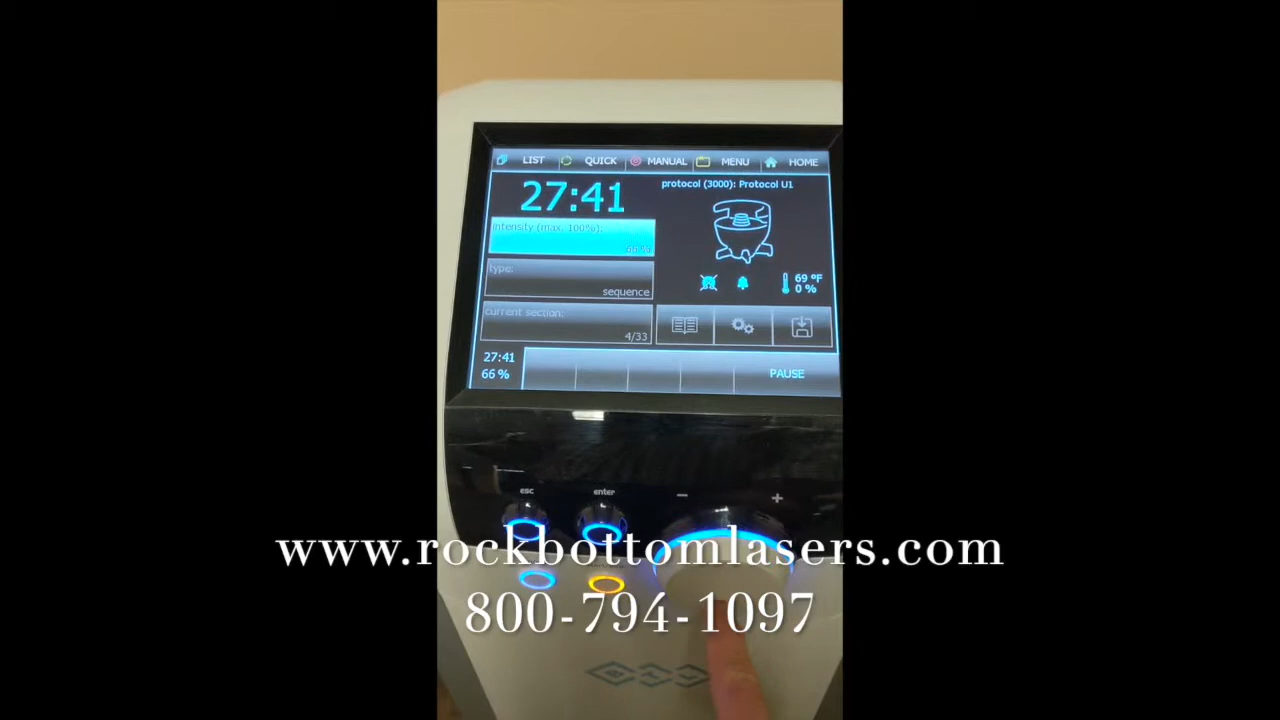 LIST QUICK MANUAL MENU HOME
27:41
protocol (3000): Protocol U1
intensity (max. 100%):
type:
sequence
69 ºF
0 %
current section:
4/33
27:41
66 %
PAUSE
esc enter − +
www.rockbottomlasers.com
800-794-1097